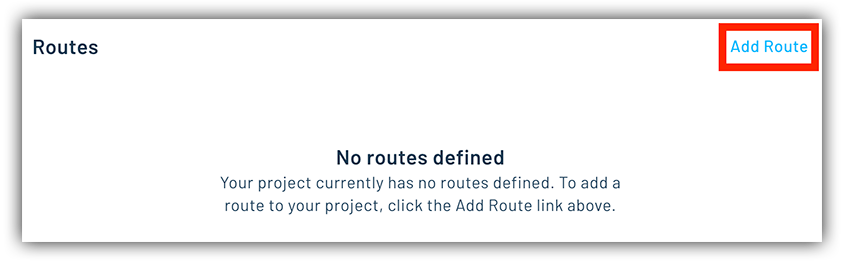 Routes
Add Route
No routes defined
Your project currently has no routes defined. To add a
route to your project, click the Add Route link above.